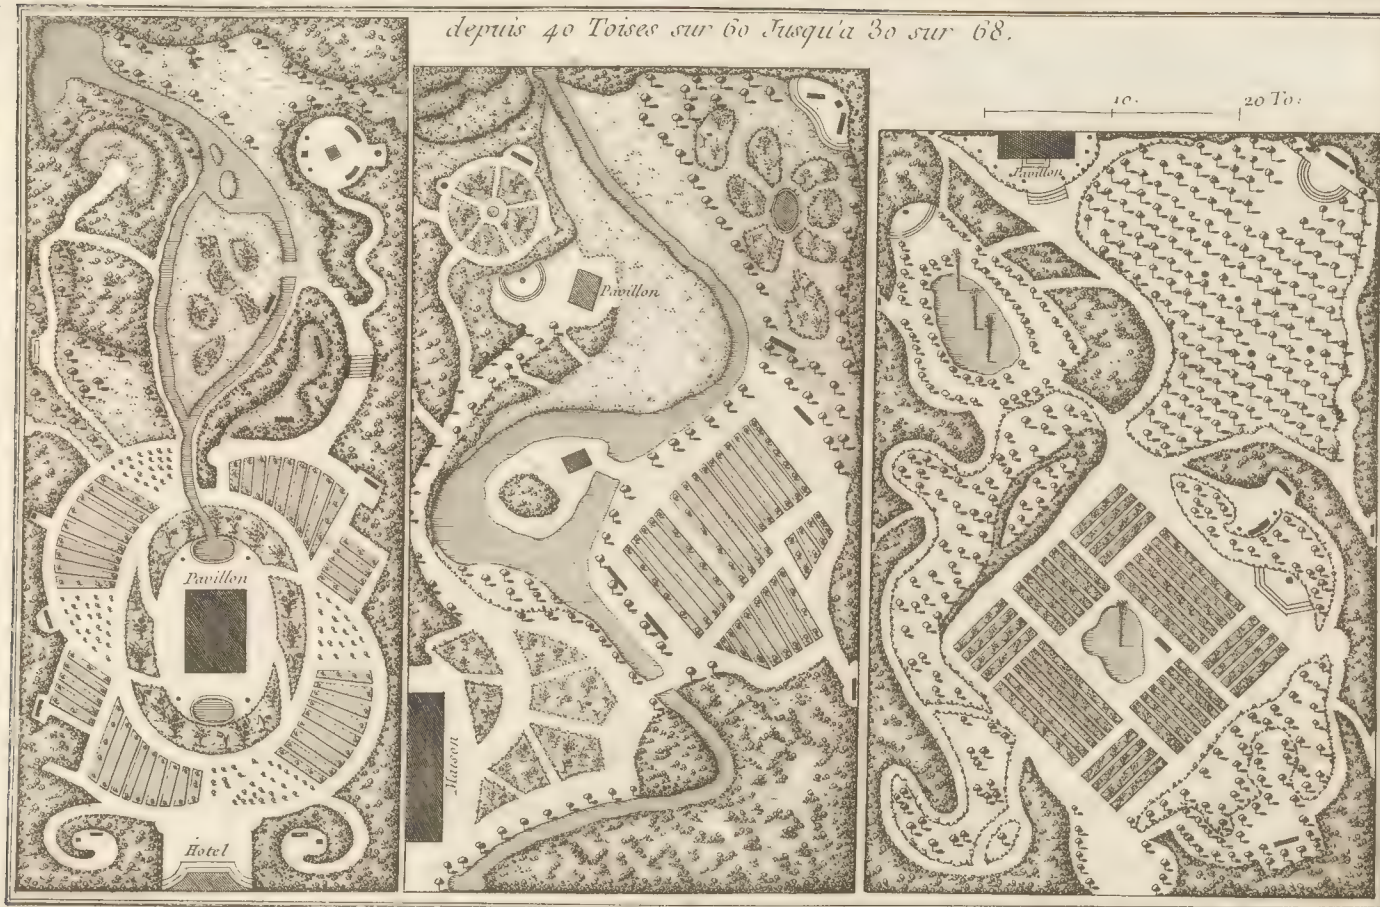 depuis 40 Toises sur 60 Jusqu'a 30 sur 68.
10. 20 To:
Pavillon
Pavillon
Pavillon
Maison
Hotel